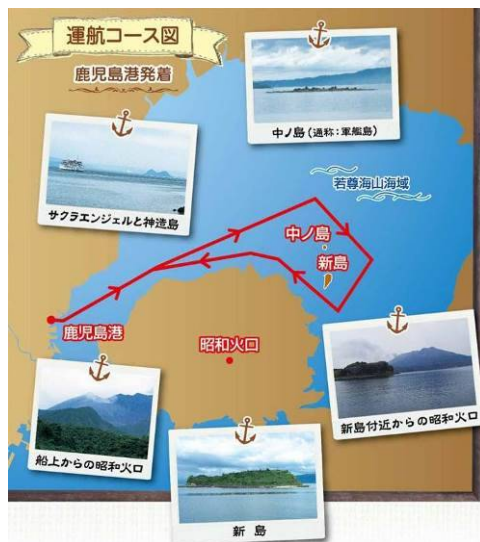 運航コース図
鹿児島港発着
中ノ島(通称:軍艦島)
サクラエンジェルと神造島
若尊海山海域
中ノ島
新島
鹿児島港
昭和火口
新島付近からの昭和火口
船上からの昭和火口
新島